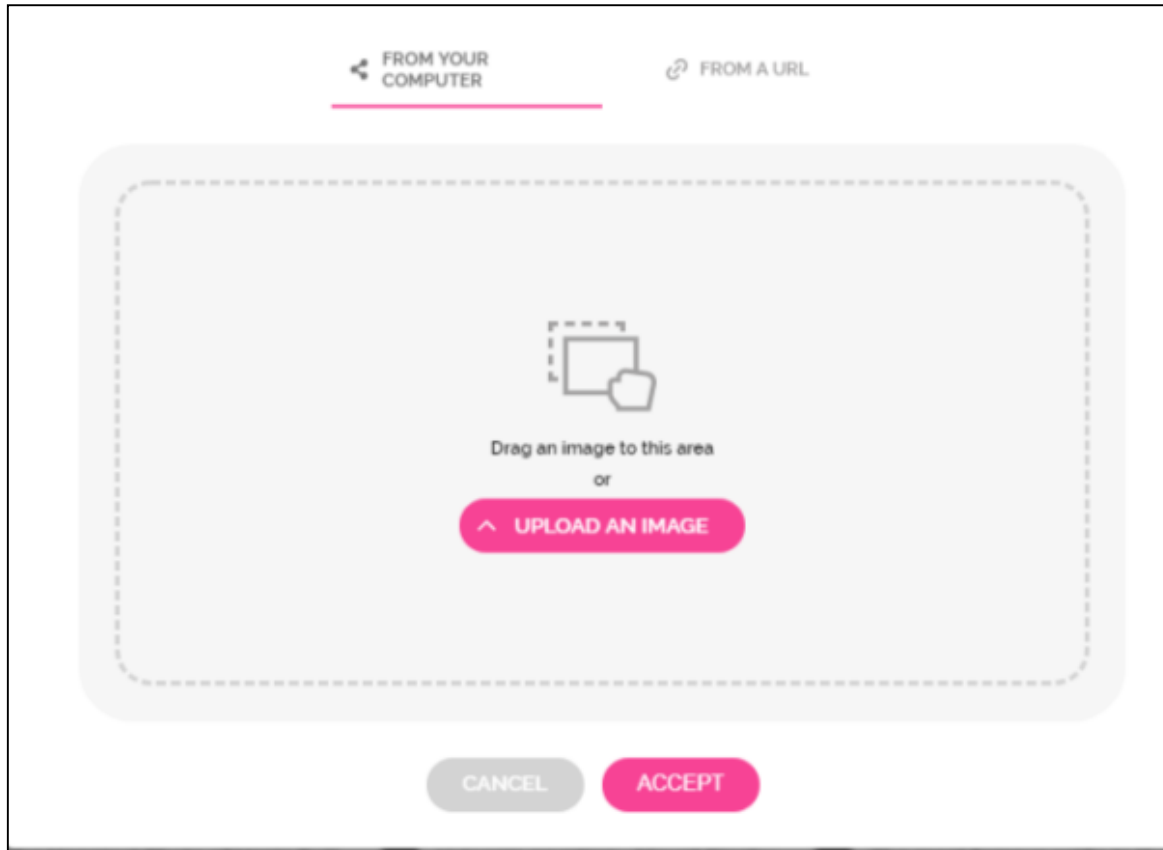 FROM YOUR
COMPUTER
FROM A URL
Drag an image to this area
or
UPLOAD AN IMAGE
CANCEL
ACCEPT